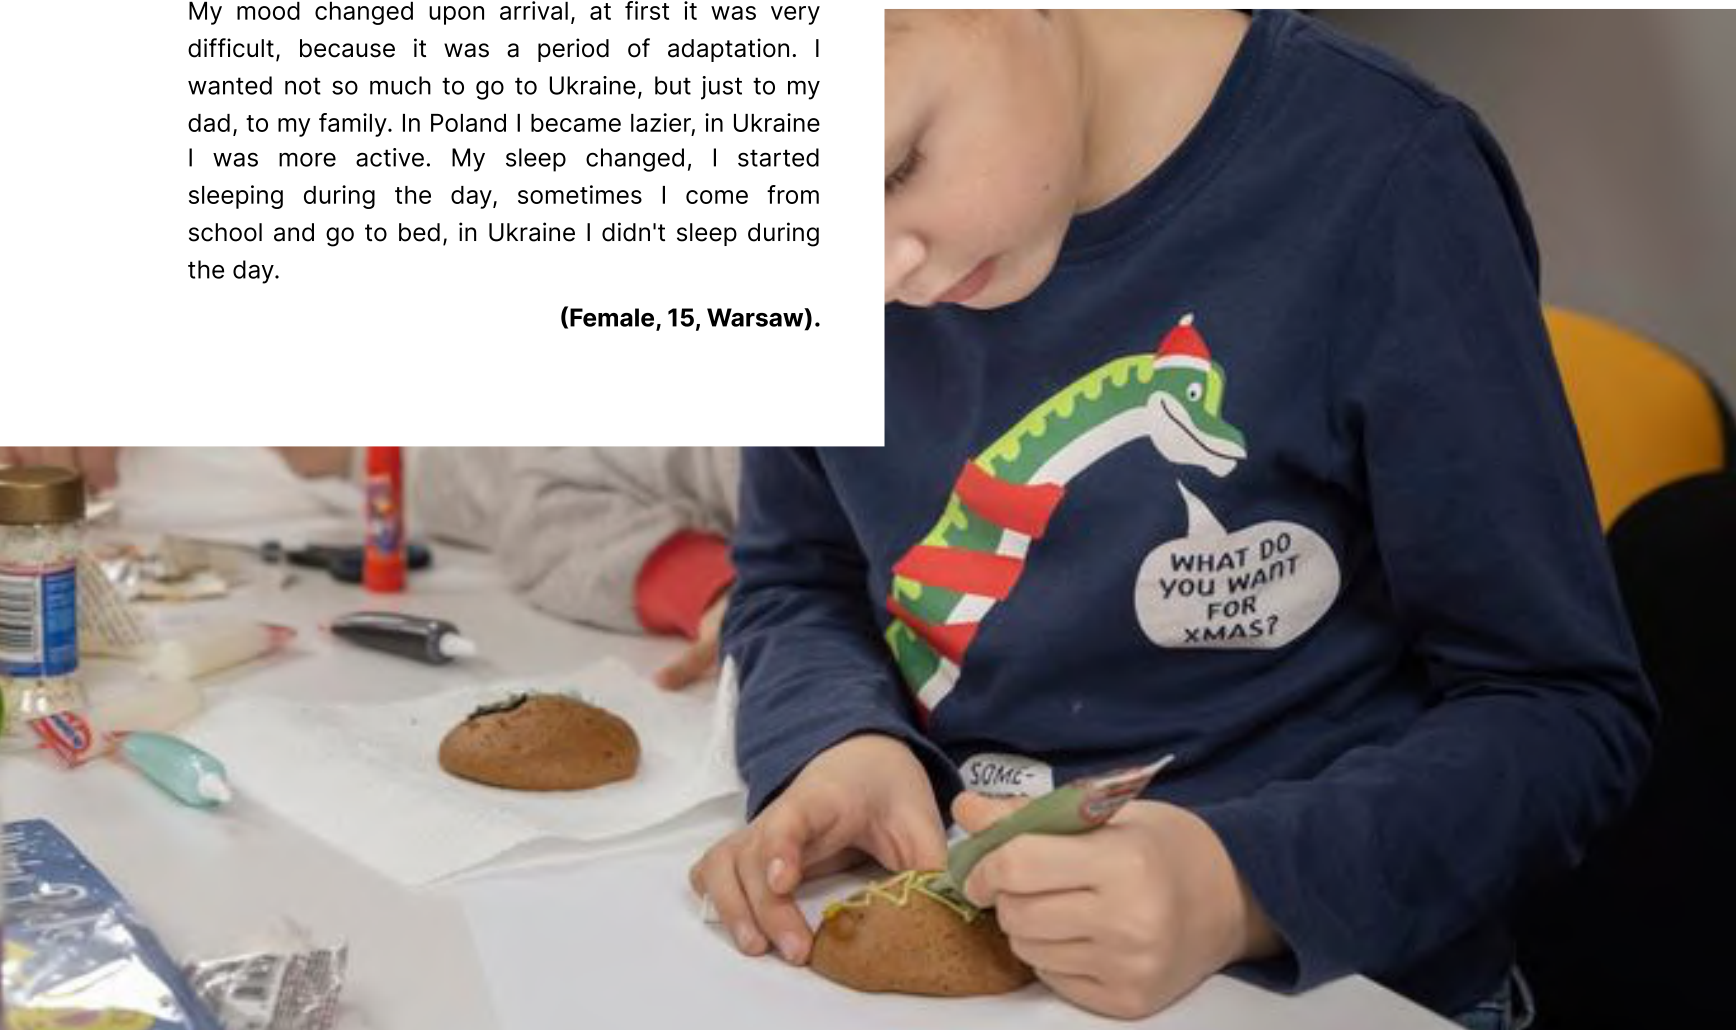 My mood changed upon arrival, at first it was very
difficult, because it was a period of adaptation. I
wanted not so much to go to Ukraine, but just to my
dad, to my family. In Poland I became lazier, in Ukraine
I was more active. My sleep changed, I started
sleeping during the day, sometimes I come from
school and go to bed, in Ukraine I didn't sleep during
the day.
(Female, 15, Warsaw).
WHAT DO
YOU WANT
FOR
XMAS?
SOME-